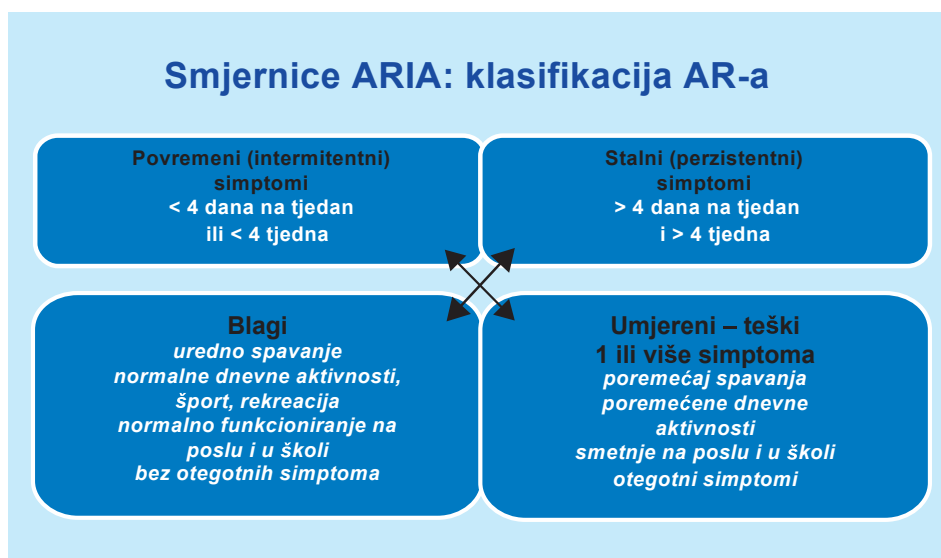 Smjernice ARIA: klasifikacija AR-a
Povremeni (intermitentni)
simptomi
< 4 dana na tjedan
ili < 4 tjedna
Stalni (perzistentni)
simptomi
> 4 dana na tjedan
i > 4 tjedna
Blagi
uredno spavanje
normalne dnevne aktivnosti,
šport, rekreacija
normalno funkcioniranje na
poslu i u školi
bez otegotnih simptoma
Umjereni – teški
1 ili više simptoma
poremećaj spavanja
poremećene dnevne
aktivnosti
smetnje na poslu i u školi
otegotni simptomi